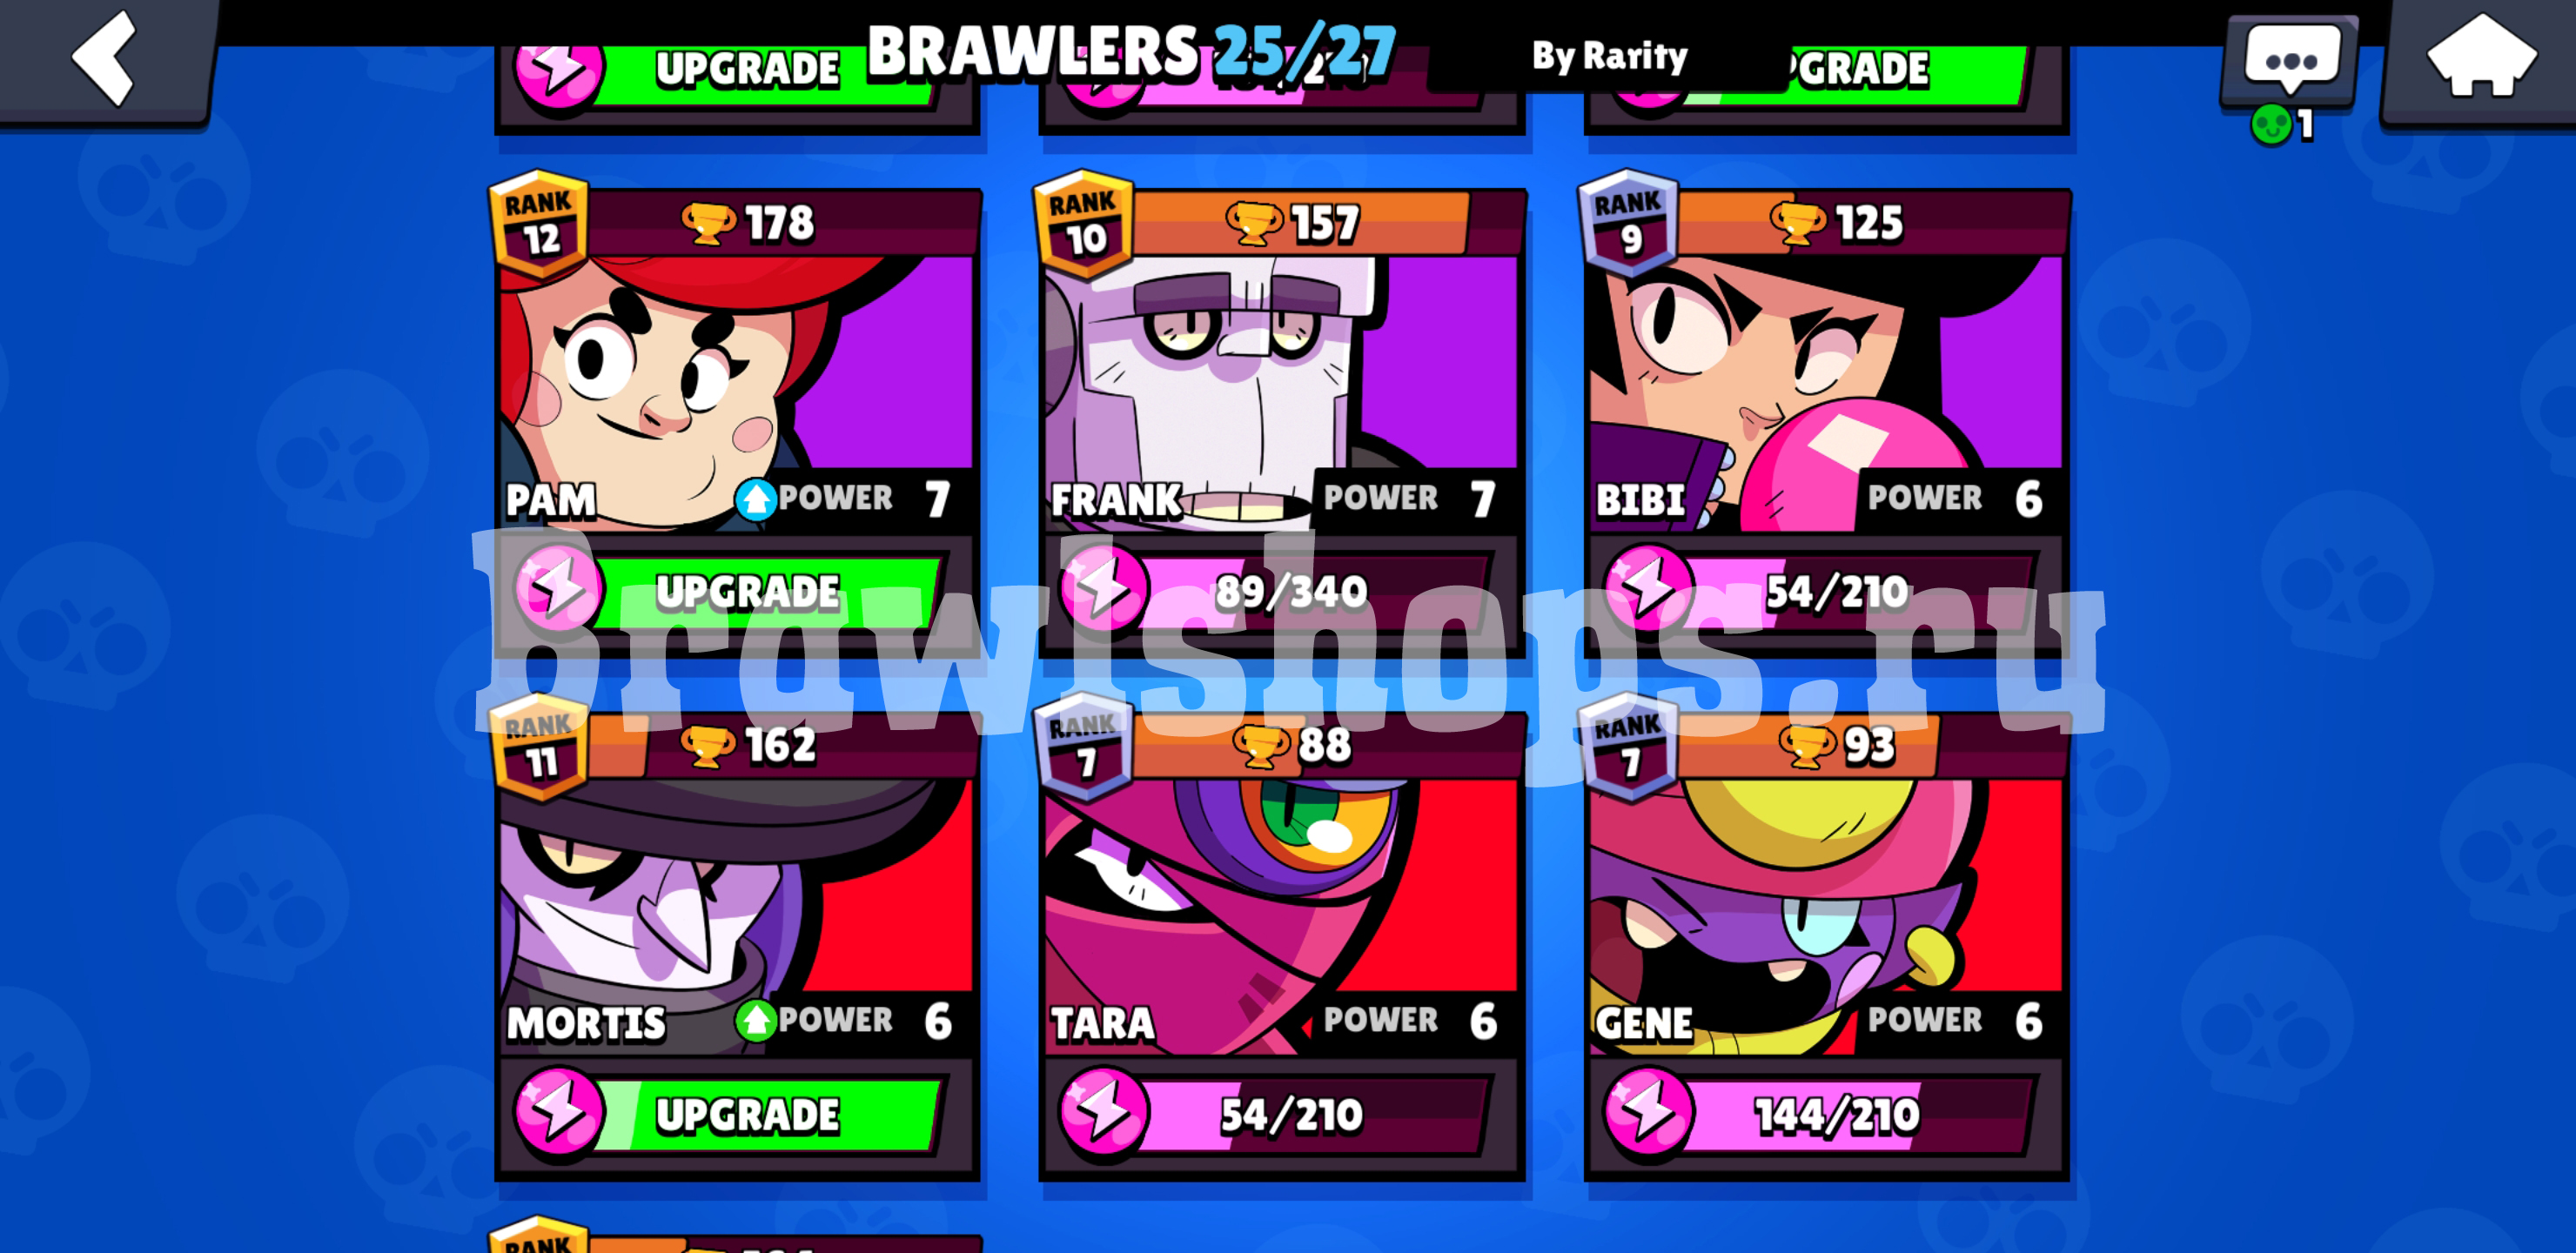 BRAWLERS 25/27
By Rarity
1
UPGRADE
RANK 12
178
PAM
POWER 7
UPGRADE
RANK 10
157
FRANK
POWER 7
89/340
RANK 9
125
BIBI
POWER 6
54/210
Brawlshops.ru
RANK 11
162
MORTIS
POWER 6
UPGRADE
RANK 7
88
TARA
POWER 6
54/210
RANK 7
93
GENE
POWER 6
144/210
RANK